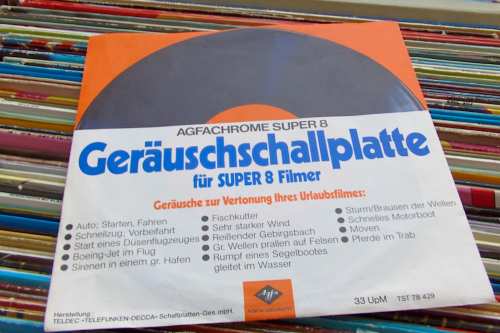 AGFACHROME SUPER 8
Geräuschschallplatte
für SUPER 8 Filmer
Geräusche zur Vertonung Ihres Urlaubsfilmes:
Auto: Starten, Fahren
Schnellzug: Vorbeifahrt
Start eines Düsenflugzeuges
Boeing-Jet im Flug
Sirenen in einem gr. Hafen
Fischkutter
Sehr starker Wind
Reißender Gebirgsbach
Gr. Wellen prallen auf Felsen
Rumpf eines Segelbootes
gleitet im Wasser
Sturm/Brausen der Wellen
Schnelles Motorboot
Möven
Pferde im Trab
Hersteller:
TELDEC »TELEFUNKEN-DECCA« Schallplatten-Ges. mbH.
33 UpM TST 78 429